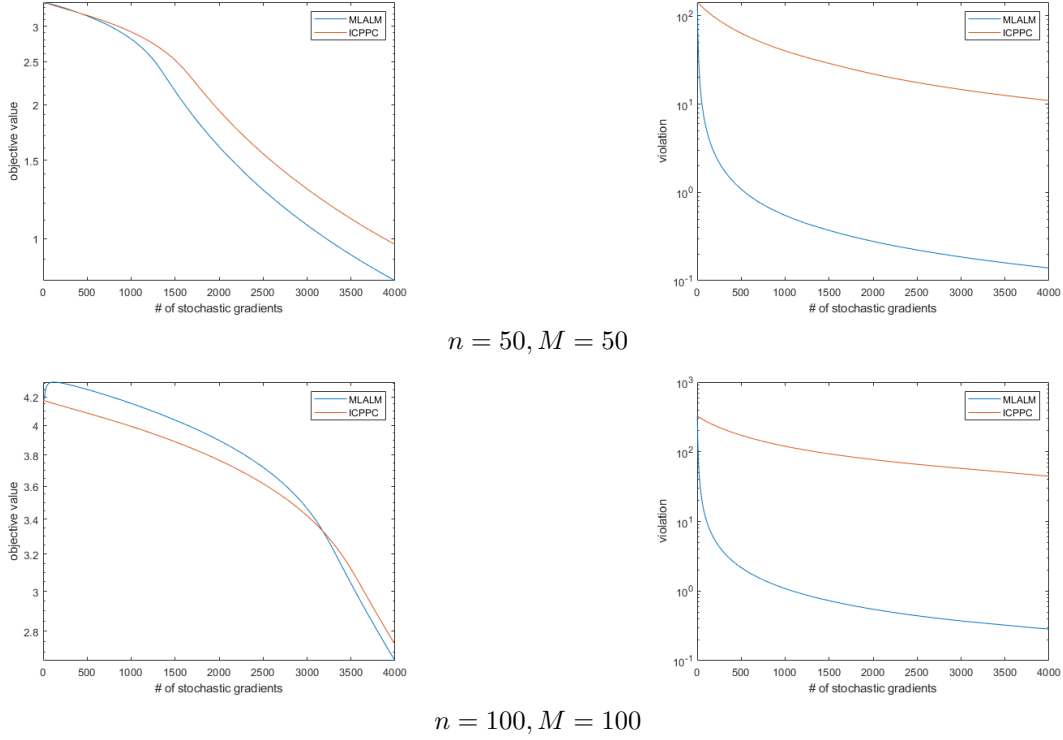 MLALM
ICPPC
3
2.5
2
1.5
1
objective value
0 500 1000 1500 2000 2500 3000 3500 4000
# of stochastic gradients
MLALM
ICPPC
10^2
10^1
10^0
10^-1
violation
0 500 1000 1500 2000 2500 3000 3500 4000
# of stochastic gradients
n = 50, M = 50
MLALM
ICPPC
4.2
4
3.8
3.6
3.4
3.2
3
2.8
objective value
0 500 1000 1500 2000 2500 3000 3500 4000
# of stochastic gradients
MLALM
ICPPC
10^3
10^2
10^1
10^0
10^-1
violation
0 500 1000 1500 2000 2500 3000 3500 4000
# of stochastic gradients
n = 100, M = 100